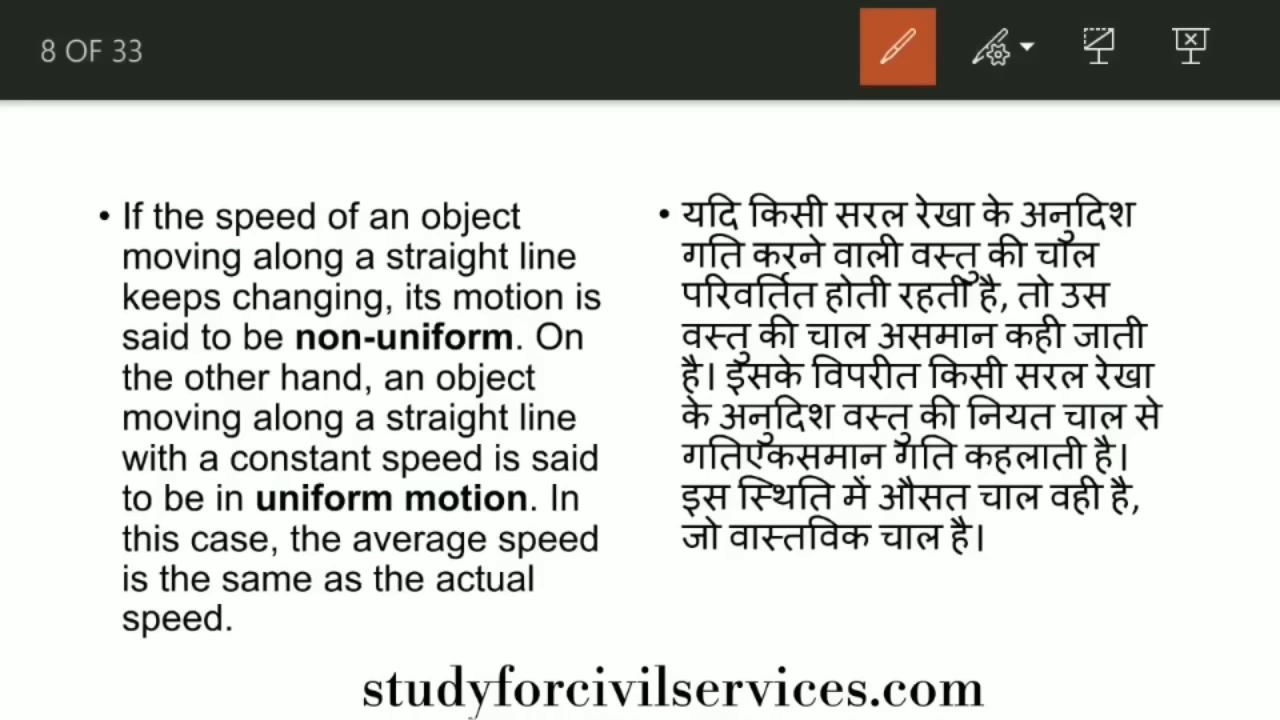 8 OF 33
• If the speed of an object
moving along a straight line
keeps changing, its motion is
said to be non-uniform. On
the other hand, an object
moving along a straight line
with a constant speed is said
to be in uniform motion. In
this case, the average speed
is the same as the actual
speed.
• यदि किसी सरल रेखा के अनुदिश
गति करने वाली वस्तु की चाल
परिवर्तित होती रहती है, तो उस
वस्तु की चाल असमान कही जाती
है। इसके विपरीत किसी सरल रेखा
के अनुदिश वस्तु की नियत चाल से
गतिएकसमान गति कहलाती है।
इस स्थिति में औसत चाल वही है,
जो वास्तविक चाल है।
studyforcivilservices.com